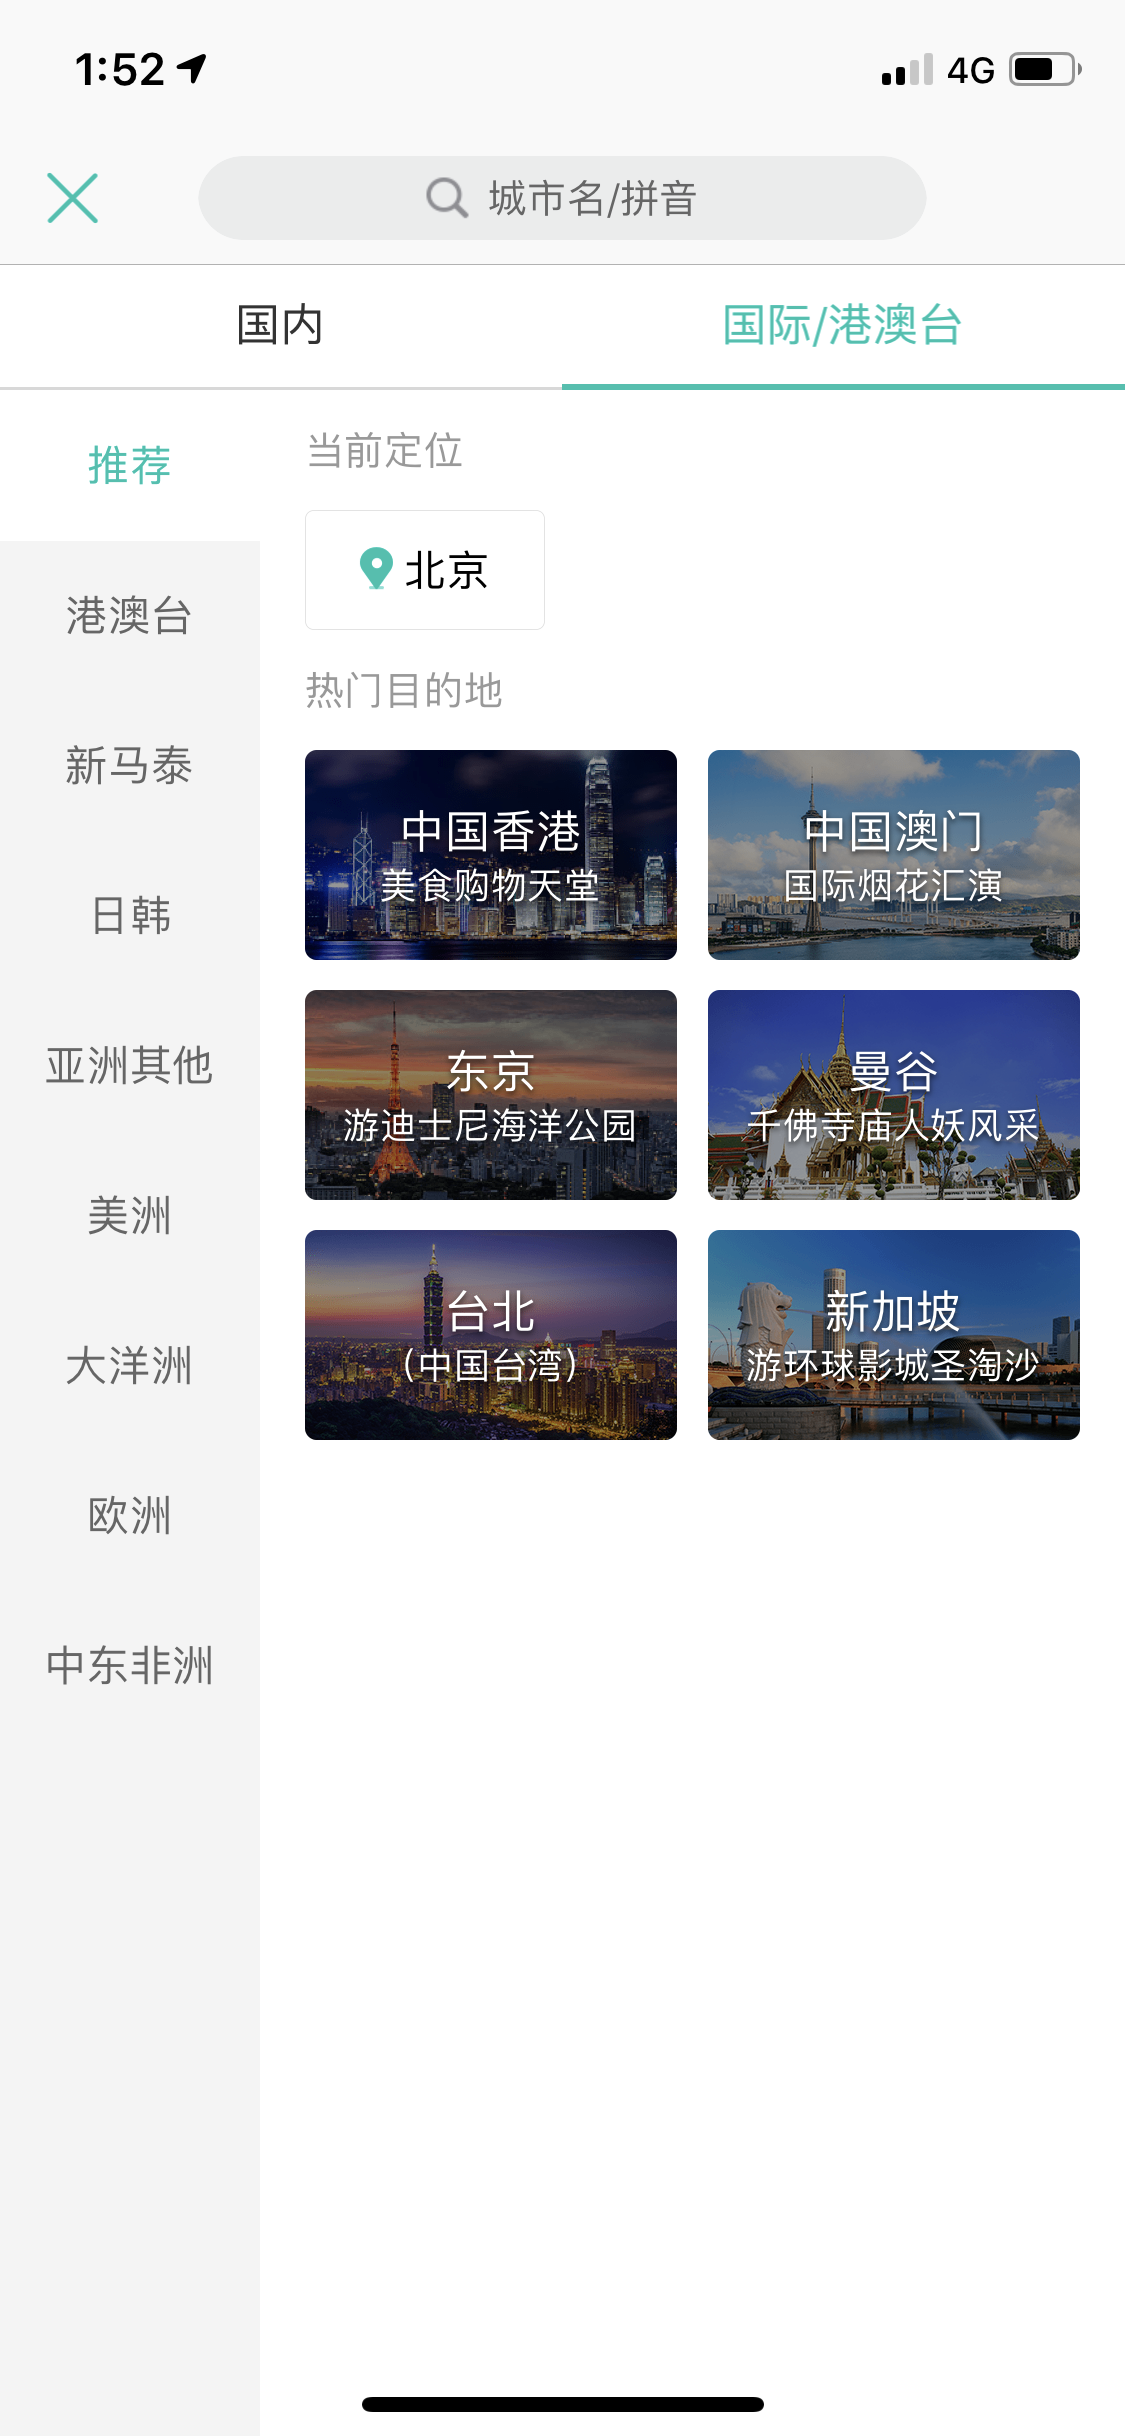 1:52
4G
城市名/拼音
国内
国际/港澳台
推荐
港澳台
新马泰
日韩
亚洲其他
美洲
大洋洲
欧洲
中东非洲
当前定位
北京
热门目的地
中国香港
美食购物天堂
中国澳门
国际烟花汇演
东京
游迪士尼海洋公园
曼谷
千佛寺庙人妖风采
台北
(中国台湾)
新加坡
游环球影城圣淘沙